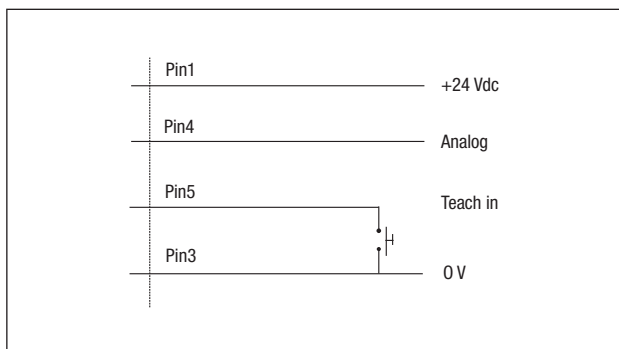 Pin1
+24 Vdc
Pin4
Analog
Pin5
Teach in
Pin3
0 V